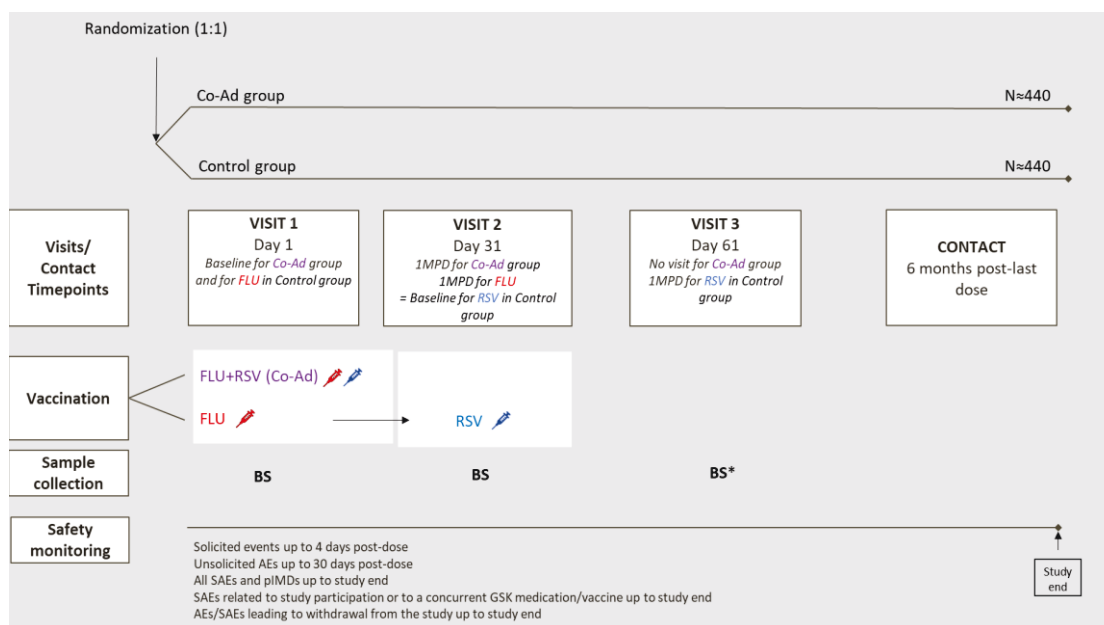 Randomization (1:1)
Co-Ad group
N≈440
Control group
N≈440
Visits/
Contact
Timepoints
VISIT 1
Day 1
Baseline for Co-Ad group
and for FLU in Control group
VISIT 2
Day 31
1MPD for Co-Ad group
1MPD for FLU
= Baseline for RSV in Control
group
VISIT 3
Day 61
No visit for Co-Ad group
1MPD for RSV in Control
group
CONTACT
6 months post-last
dose
Vaccination
FLU+RSV (Co-Ad)
FLU
RSV
Sample
collection
BS
BS
BS*
Safety
monitoring
Solicited events up to 4 days post-dose
Unsolicited AEs up to 30 days post-dose
All SAEs and pIMDs up to study end
SAEs related to study participation or to a concurrent GSK medication/vaccine up to study end
AEs/SAEs leading to withdrawal from the study up to study end
Study
end